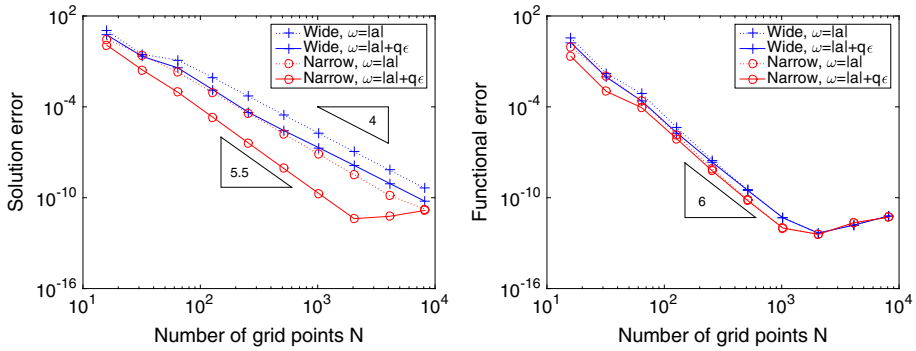 Solution error
10^2
10^-4
10^-10
10^-16
Wide, ω=|a|
Wide, ω=|a|+qϵ
Narrow, ω=|a|
Narrow, ω=|a|+qϵ
4
5.5
10^1
10^2
10^3
10^4
Number of grid points N
Functional error
10^2
10^-4
10^-10
10^-16
Wide, ω=|a|
Wide, ω=|a|+qϵ
Narrow, ω=|a|
Narrow, ω=|a|+qϵ
6
10^1
10^2
10^3
10^4
Number of grid points N